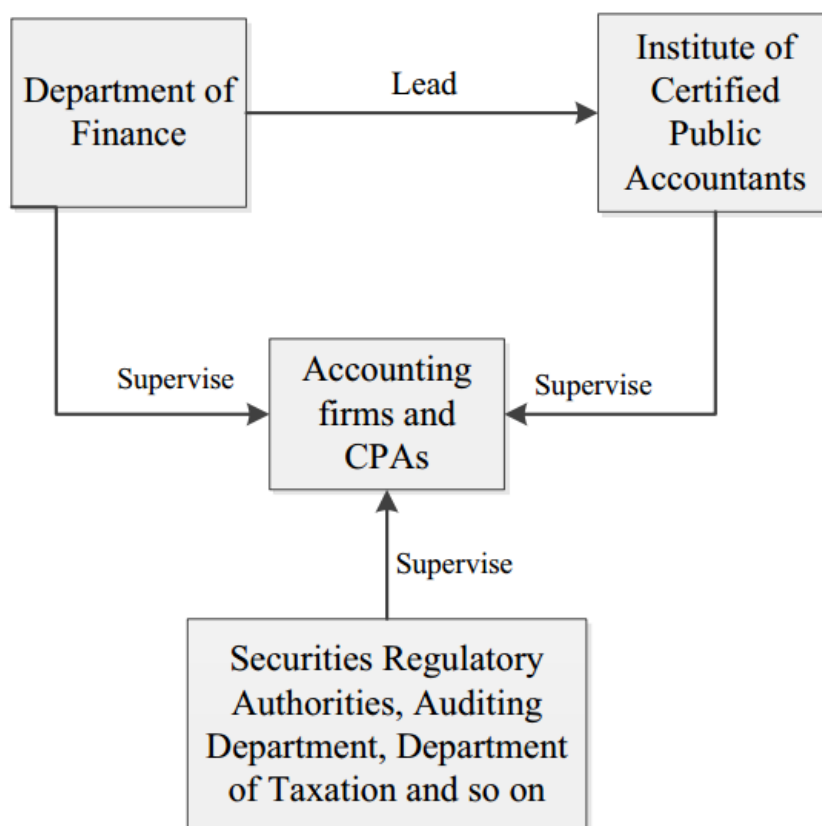 Department of
Finance
Lead
Institute of
Certified
Public
Accountants
Supervise
Accounting
firms and
CPAs
Supervise
Supervise
Securities Regulatory
Authorities, Auditing
Department, Department
of Taxation and so on